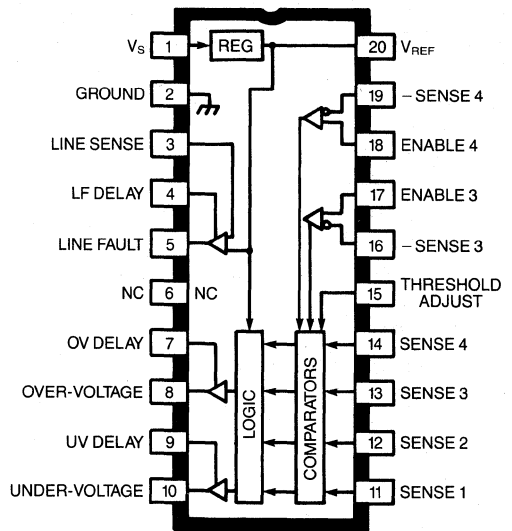 VS 1 REG 20 VREF
GROUND 2 19 – SENSE 4
LINE SENSE 3 18 ENABLE 4
LF DELAY 4 17 ENABLE 3
LINE FAULT 5 16 – SENSE 3
NC 6 NC 15 THRESHOLD
ADJUST
OV DELAY 7 14 SENSE 4
OVER-VOLTAGE 8 13 SENSE 3
UV DELAY 9 12 SENSE 2
UNDER-VOLTAGE 10 11 SENSE 1
LOGIC
COMPARATORS